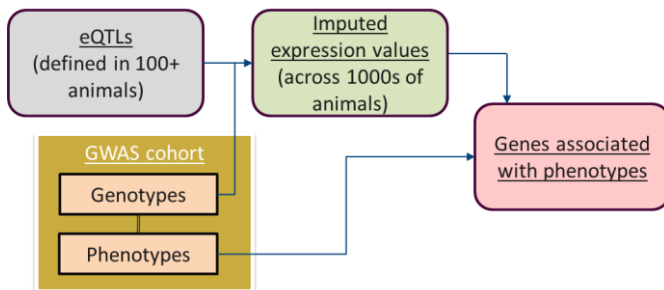 eQTLs
(defined in 100+
animals)
Imputed
expression values
(across 1000s of
animals)
GWAS cohort
Genotypes
Phenotypes
Genes associated
with phenotypes